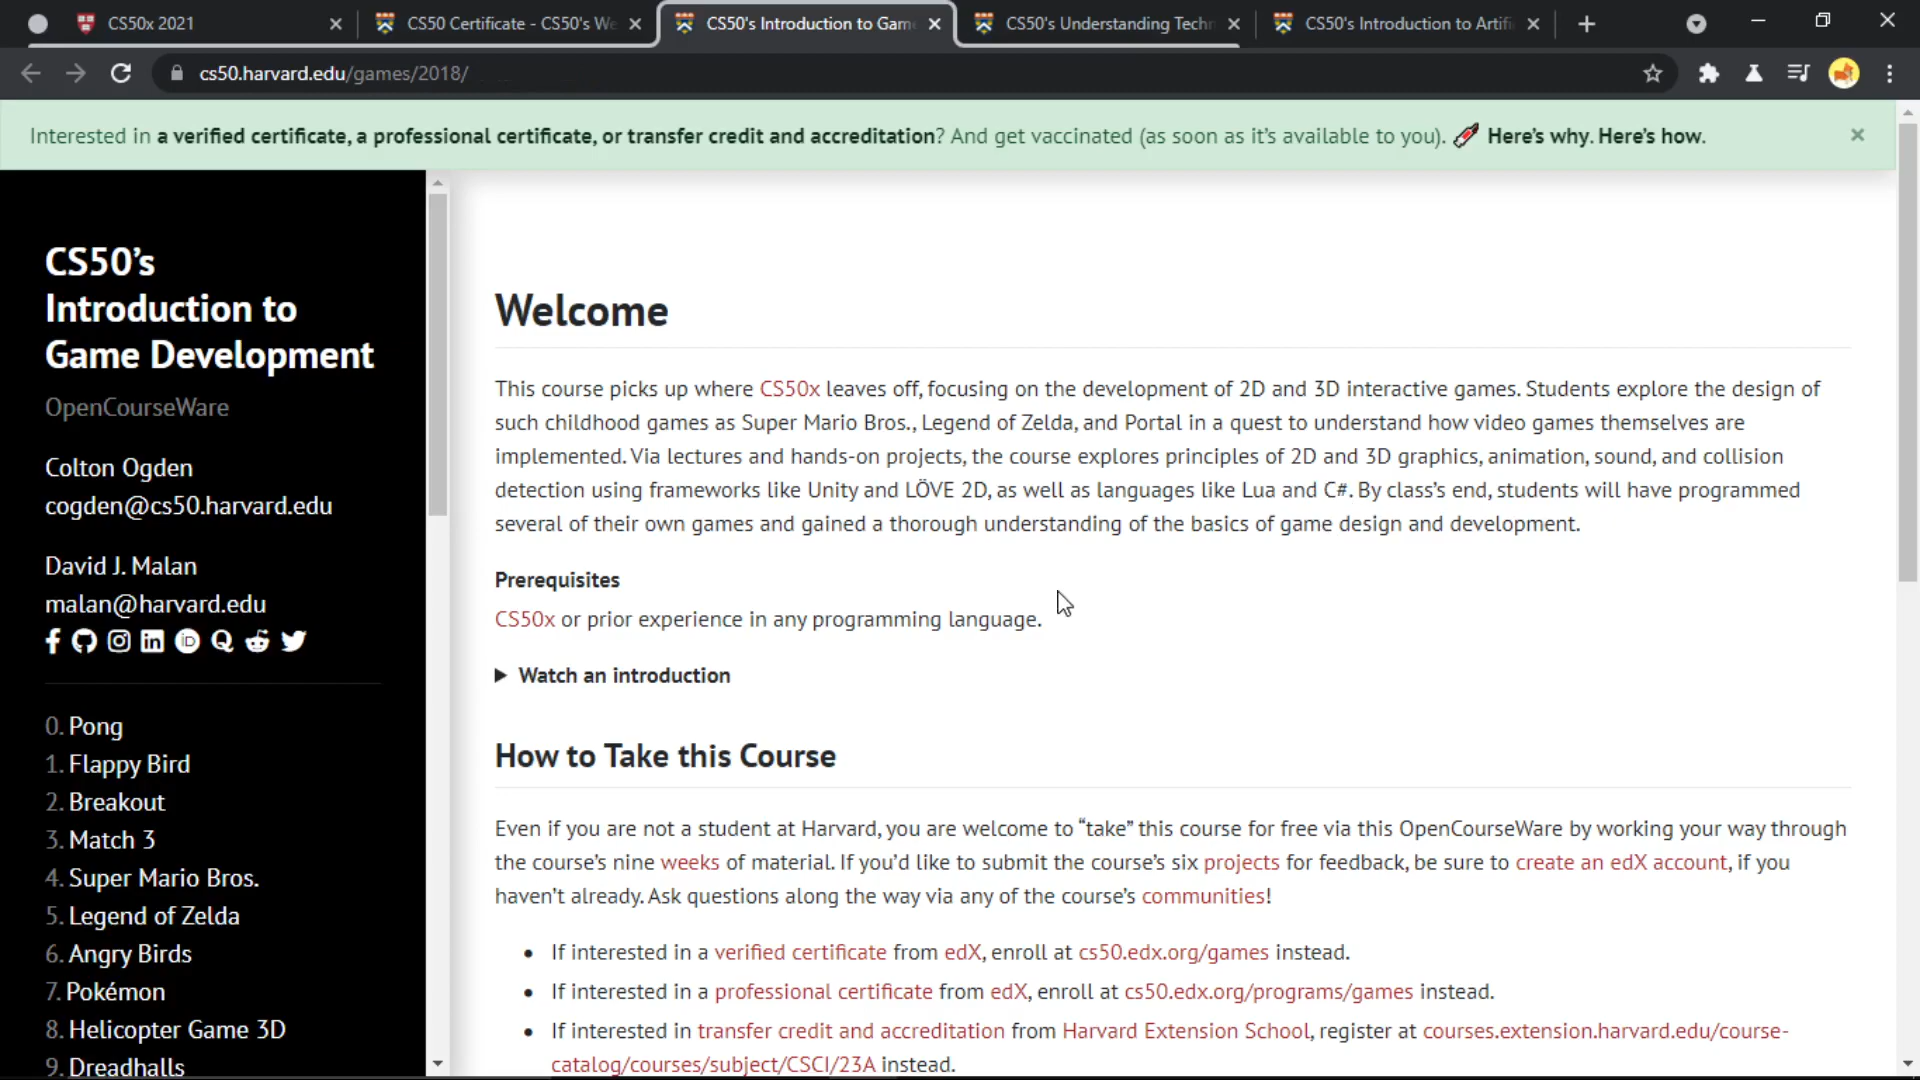 CS50x 2021
CS50 Certificate - CS50's We
CS50's Introduction to Game
CS50's Understanding Techn
CS50's Introduction to Artifi
cs50.harvard.edu/games/2018/
Interested in a verified certificate, a professional certificate, or transfer credit and accreditation? And get vaccinated (as soon as it's available to you). Here's why. Here's how.
CS50's
Introduction to
Game Development
OpenCourseWare
Colton Ogden
cogden@cs50.harvard.edu
David J. Malan
malan@harvard.edu
0. Pong
1. Flappy Bird
2. Breakout
3. Match 3
4. Super Mario Bros.
5. Legend of Zelda
6. Angry Birds
7. Pokémon
8. Helicopter Game 3D
9. Dreadhalls
Welcome
This course picks up where CS50x leaves off, focusing on the development of 2D and 3D interactive games. Students explore the design of
such childhood games as Super Mario Bros., Legend of Zelda, and Portal in a quest to understand how video games themselves are
implemented. Via lectures and hands-on projects, the course explores principles of 2D and 3D graphics, animation, sound, and collision
detection using frameworks like Unity and LÖVE 2D, as well as languages like Lua and C#. By class's end, students will have programmed
several of their own games and gained a thorough understanding of the basics of game design and development.
Prerequisites
CS50x or prior experience in any programming language.
Watch an introduction
How to Take this Course
Even if you are not a student at Harvard, you are welcome to “take” this course for free via this OpenCourseWare by working your way through
the course's nine weeks of material. If you'd like to submit the course's six projects for feedback, be sure to create an edX account, if you
haven't already. Ask questions along the way via any of the course's communities!
If interested in a verified certificate from edX, enroll at cs50.edx.org/games instead.
If interested in a professional certificate from edX, enroll at cs50.edx.org/programs/games instead.
If interested in transfer credit and accreditation from Harvard Extension School, register at courses.extension.harvard.edu/course-
catalog/courses/subject/CSCI/23A instead.